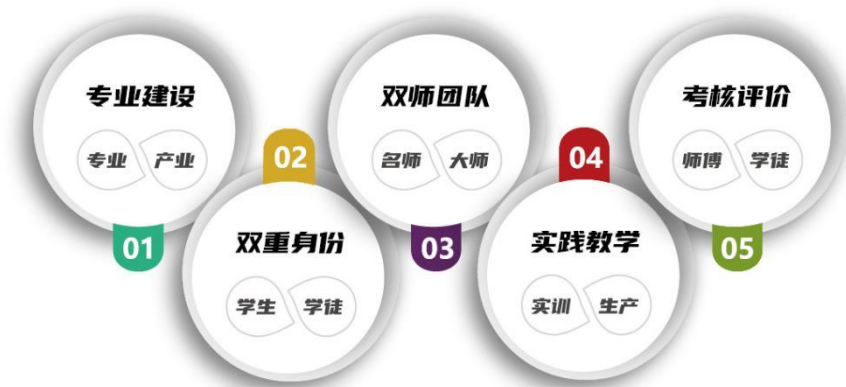 专业建设
专业 产业
01
02
双重身份
学生 学徒
双师团队
名师 大师
03
04
实践教学
实训 生产
考核评价
师傅 学徒
05